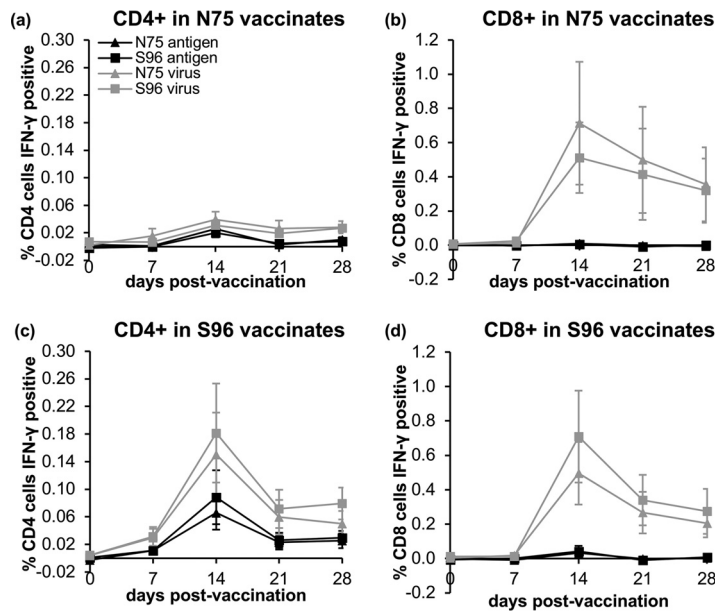 (a) CD4+ in N75 vaccinates
% CD4 cells IFN-γ positive
0.30
0.26
0.22
0.18
0.14
0.10
0.06
0.02
-0.02
N75 antigen
S96 antigen
N75 virus
S96 virus
0 7 14 21 28
days post-vaccination
(b) CD8+ in N75 vaccinates
% CD8 cells IFN-γ positive
1.2
1.0
0.8
0.6
0.4
0.2
0.0
-0.2
0 7 14 21 28
days post-vaccination
(c) CD4+ in S96 vaccinates
% CD4 cells IFN-γ positive
0.30
0.26
0.22
0.18
0.14
0.10
0.06
0.02
-0.02
0 7 14 21 28
days post-vaccination
(d) CD8+ in S96 vaccinates
% CD8 cells IFN-γ positive
1.2
1.0
0.8
0.6
0.4
0.2
0.0
-0.2
0 7 14 21 28
days post-vaccination